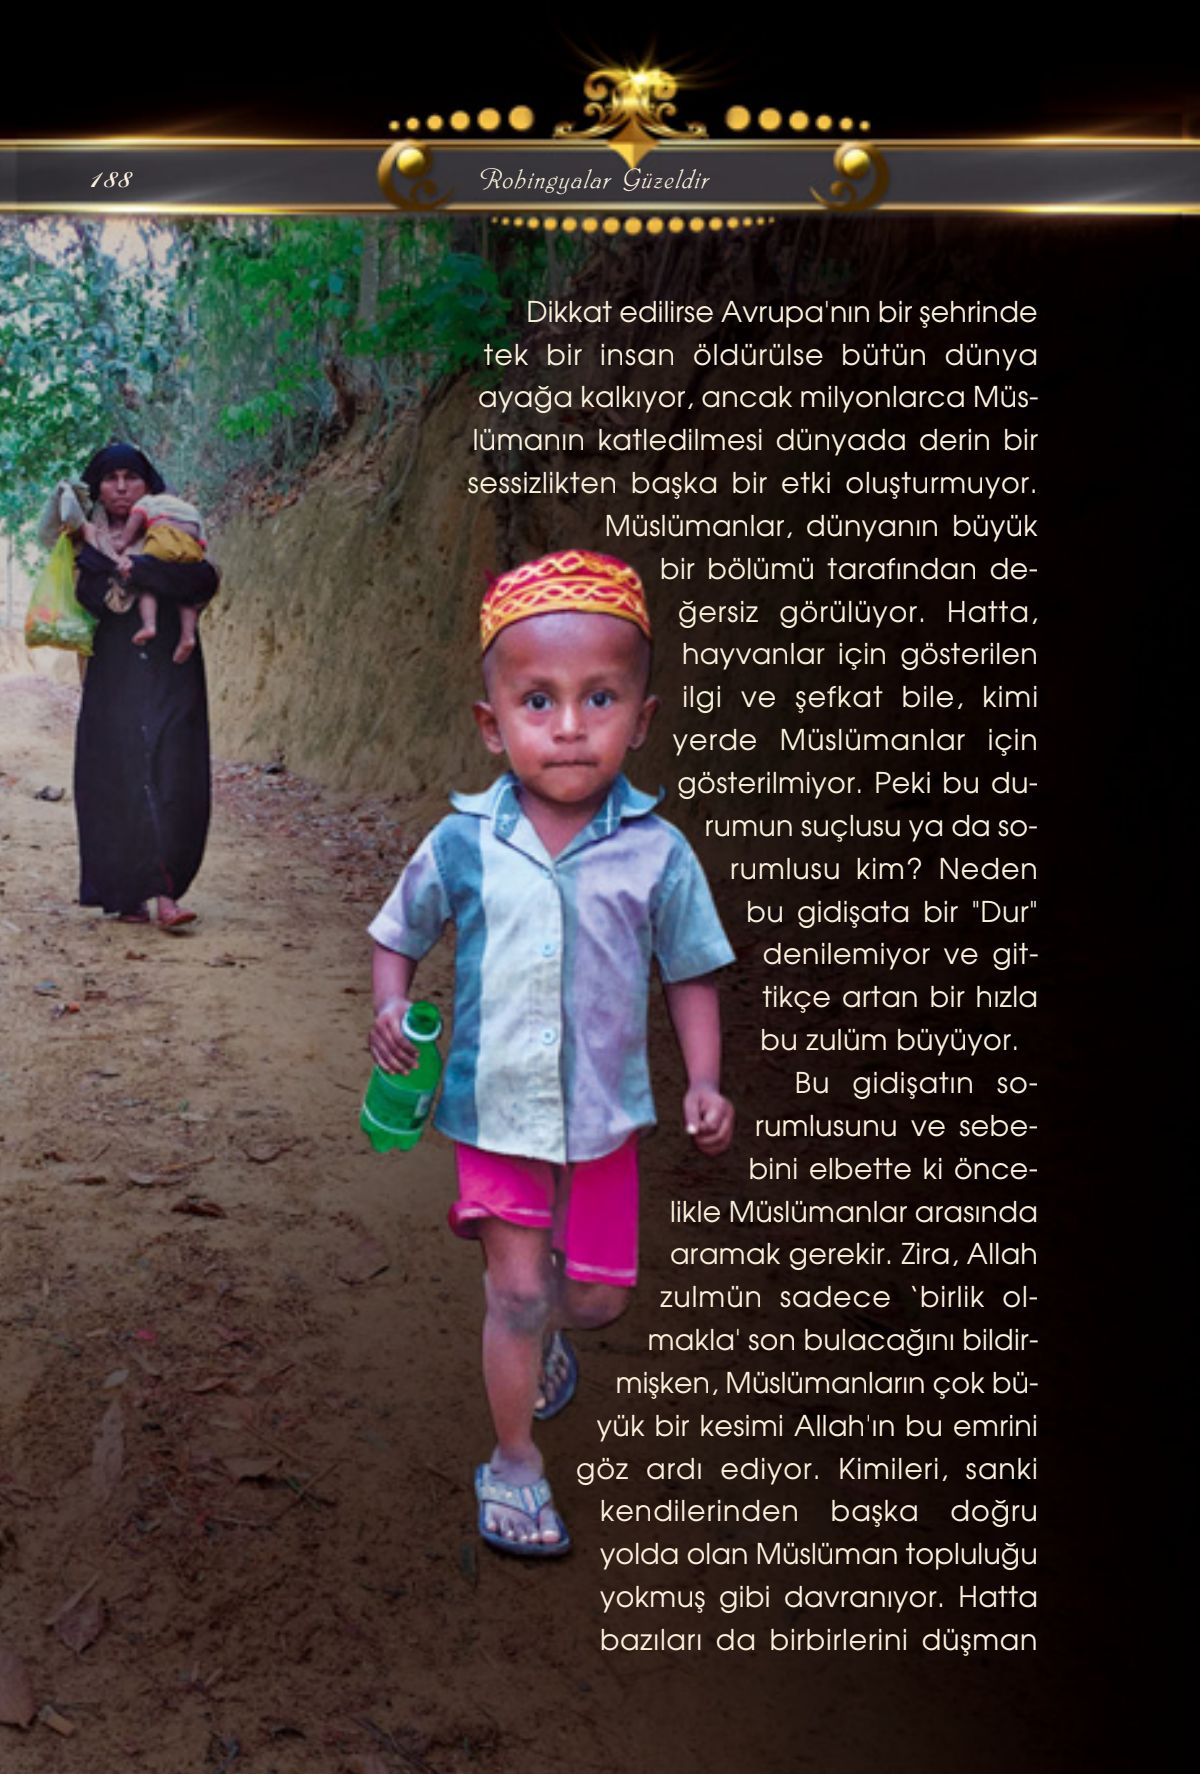 188
Rohingyalar Güzeldir
Dikkat edilirse Avrupa'nın bir şehrinde
tek bir insan öldürülse bütün dünya
ayağa kalkıyor, ancak milyonlarca Müs-
lümanın katledilmesi dünyada derin bir
sessizlikten başka bir etki oluşturmuyor.
Müslümanlar, dünyanın büyük
bir bölümü tarafından de-
ğersiz görülüyor. Hatta,
hayvanlar için gösterilen
ilgi ve şefkat bile, kimi
yerde Müslümanlar için
gösterilmiyor. Peki bu du-
rumun suçlusu ya da so-
rumlusu kim? Neden
bu gidişata bir "Dur"
denilemiyor ve git-
tikçe artan bir hızla
bu zulüm büyüyor.
Bu gidişatın so-
rumlusunu ve sebe-
bini elbette ki önce-
likle Müslümanlar arasında
aramak gerekir. Zira, Allah
zulmün sadece `birlik ol-
makla' son bulacağını bildir-
mişken, Müslümanların çok bü-
yük bir kesimi Allah'ın bu emrini
göz ardı ediyor. Kimileri, sanki
kendilerinden başka doğru
yolda olan Müslüman topluluğu
yokmuş gibi davranıyor. Hatta
bazıları da birbirlerini düşman